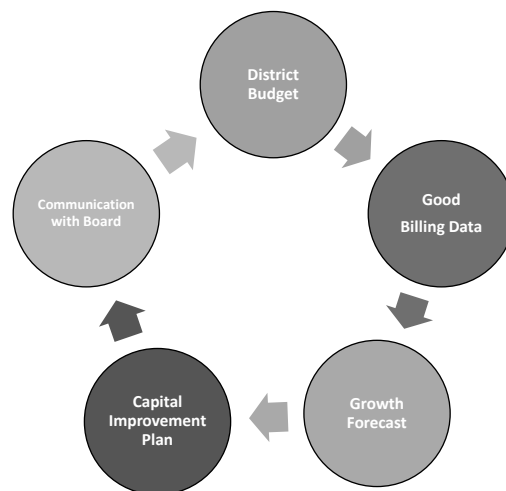 District
Budget
Good
Billing Data
Growth
Forecast
Capital
Improvement
Plan
Communication
with Board